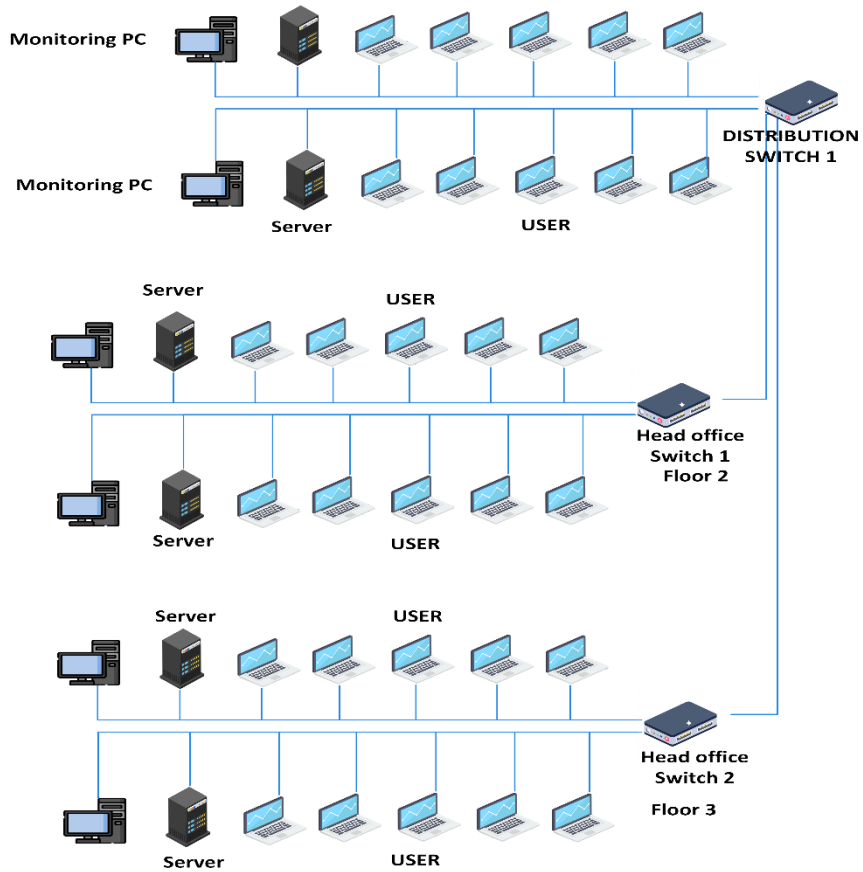 Monitoring PC
DISTRIBUTION
SWITCH 1
Monitoring PC
Server
USER
Server
USER
Head office
Switch 1
Floor 2
Server
USER
Server
USER
Head office
Switch 2
Floor 3
Server
USER